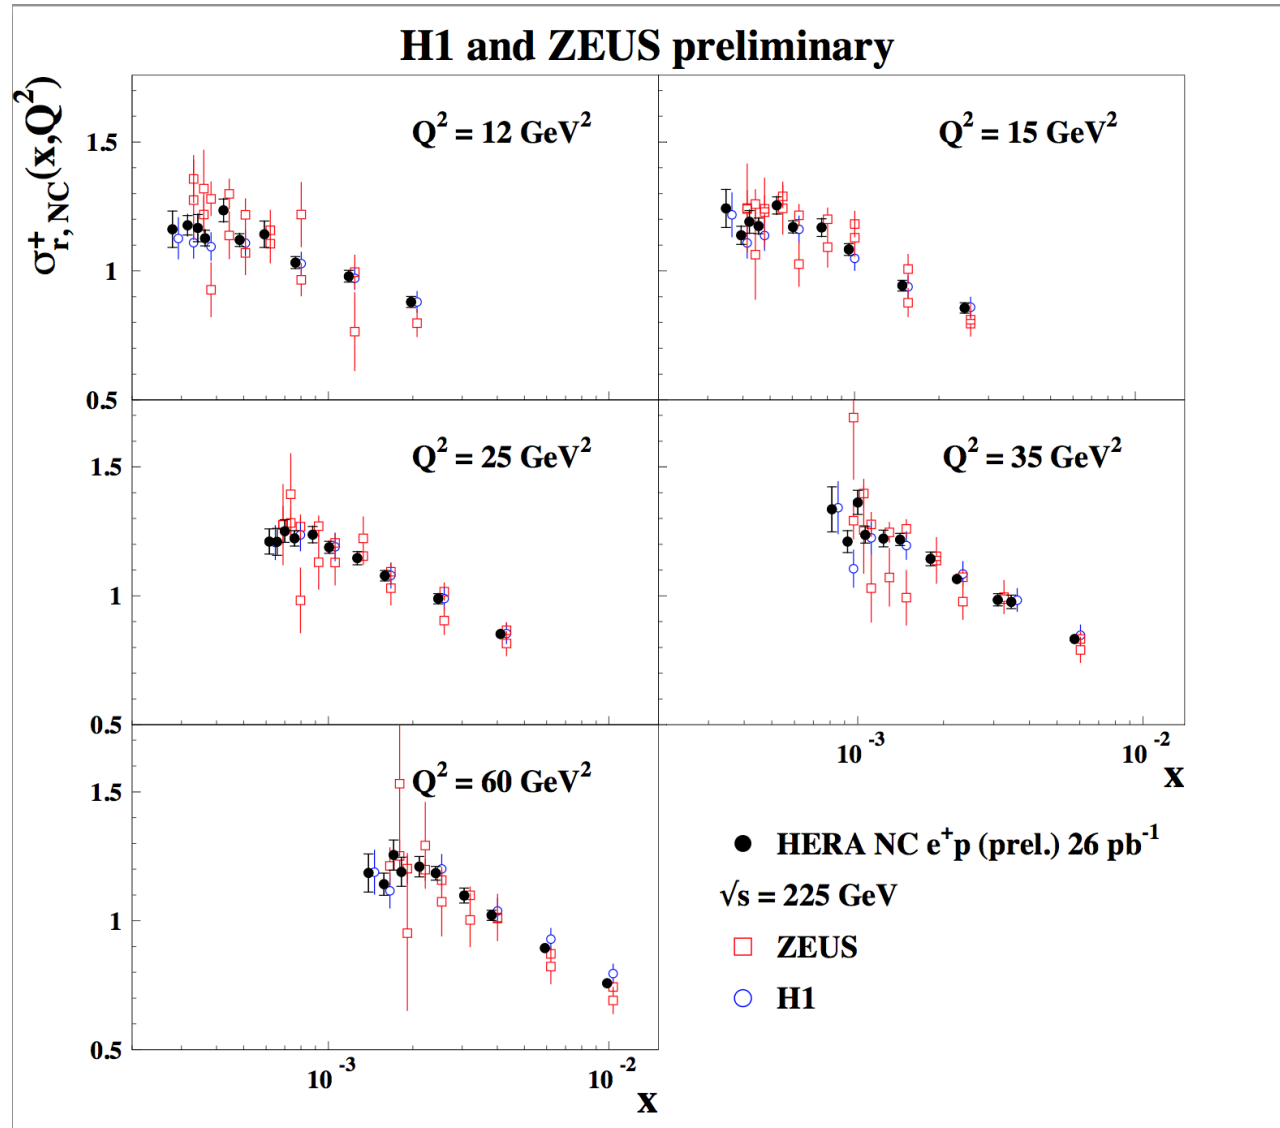 H1 and ZEUS preliminary
σ⁺r, NC(x,Q²)
Q² = 12 GeV²
Q² = 15 GeV²
1.5
1
0.5
Q² = 25 GeV²
Q² = 35 GeV²
1.5
1
0.5
10⁻³
10⁻²
x
Q² = 60 GeV²
1.5
1
0.5
10⁻³
10⁻²
x
HERA NC e⁺p (prel.) 26 pb⁻¹
√s = 225 GeV
ZEUS
H1